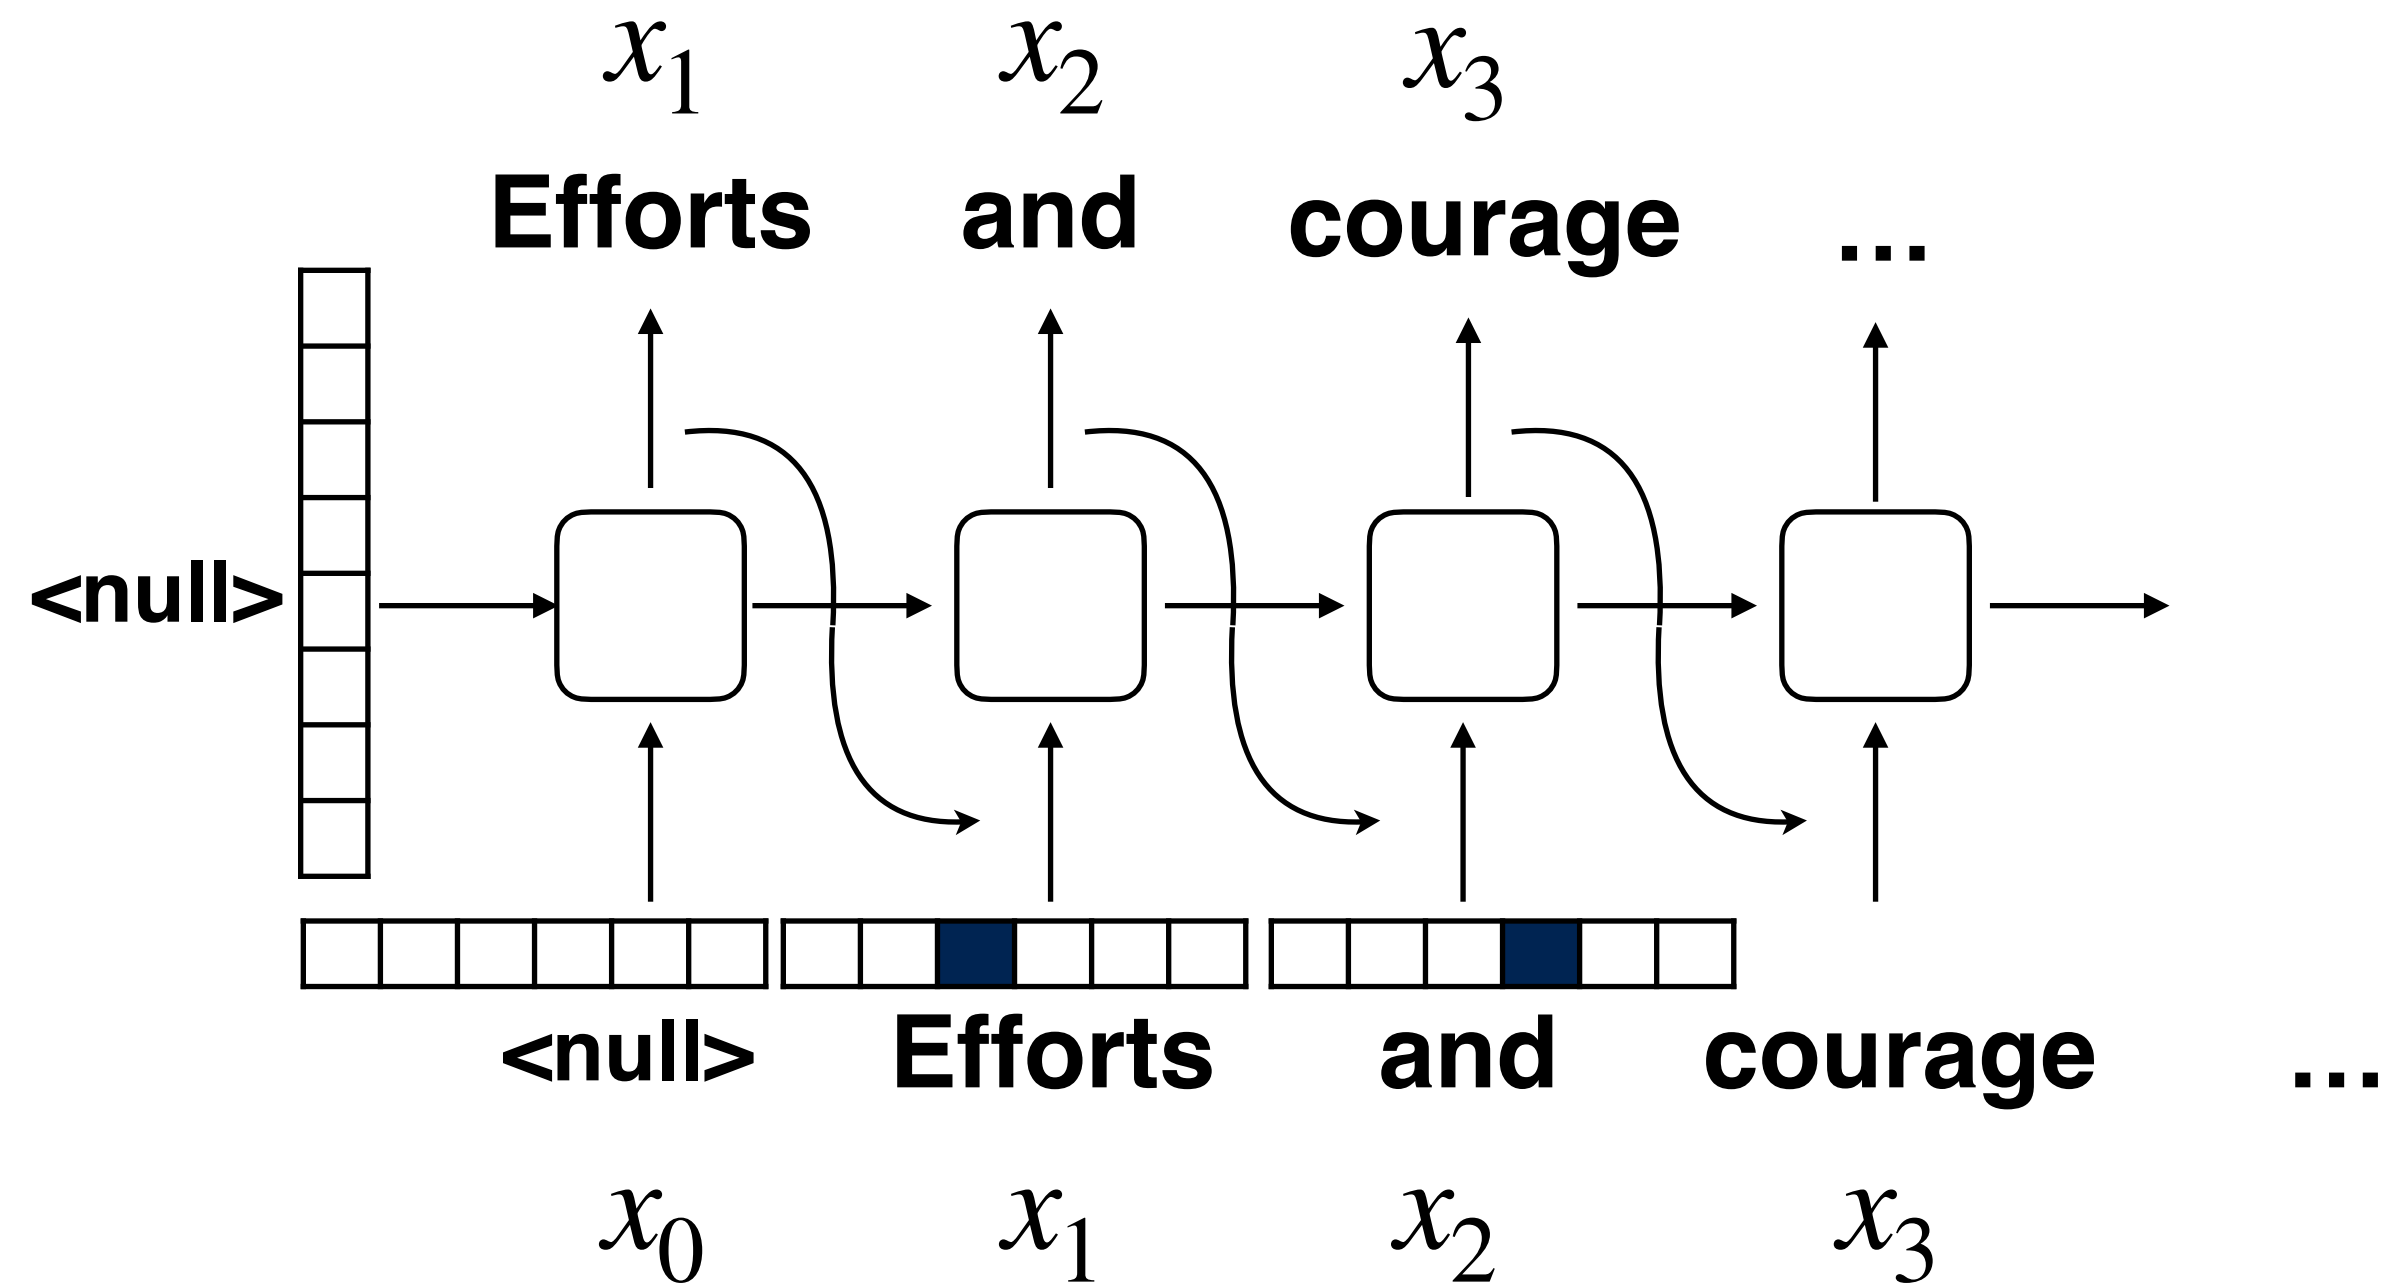 x1 x2 x3
Efforts and courage ...
<null>
<null> Efforts and courage ...
x0 x1 x2 x3